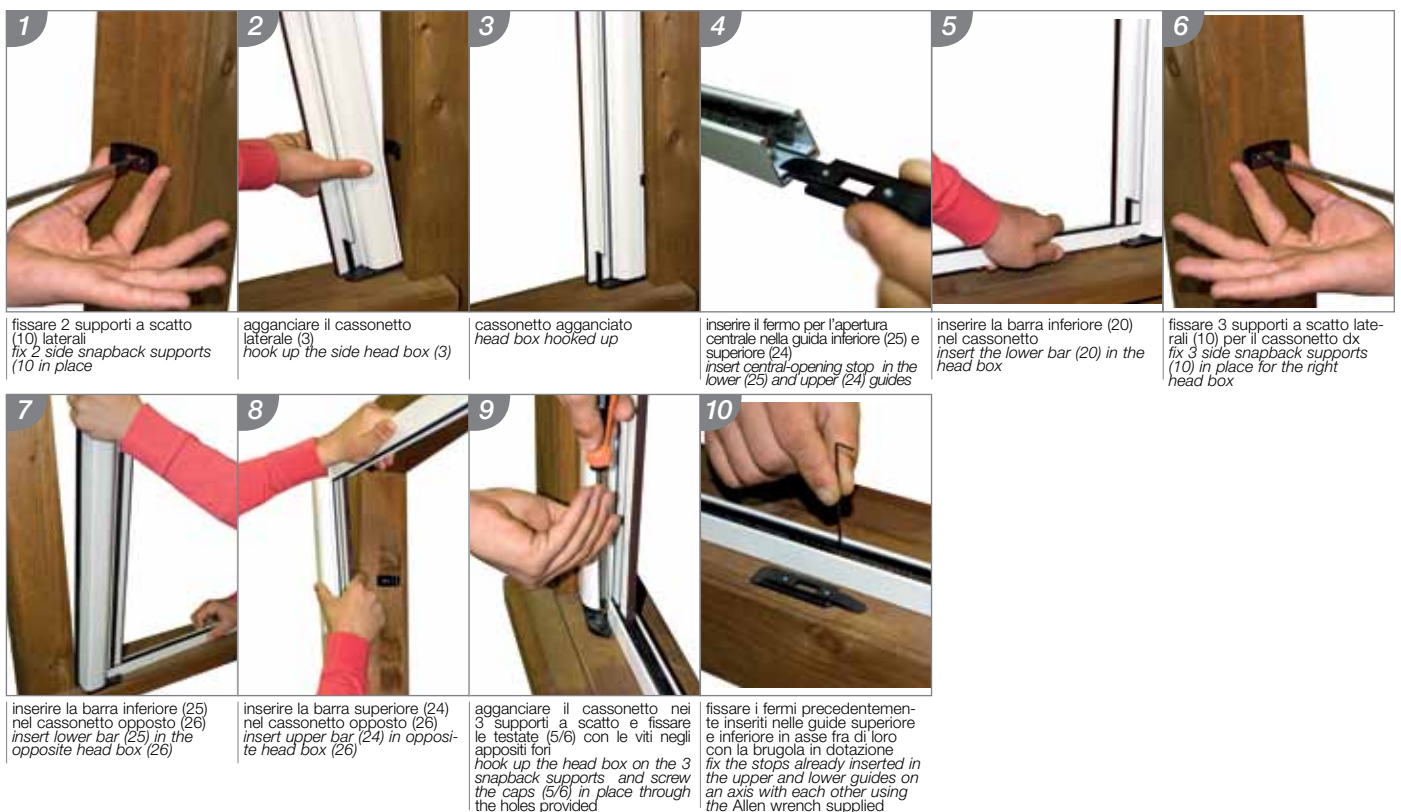 1
2
3
4
5
6
fissare 2 supporti a scatto
(10) laterali
fix 2 side snapback supports
(10 in place
agganciare il cassonetto
laterale (3)
hook up the side head box (3)
cassonetto agganciato
head box hooked up
inserire il fermo per l'apertura
centrale nella guida inferiore (25) e
superiore (24)
insert central-opening stop in the
lower (25) and upper (24) guides
inserire la barra inferiore (20)
nel cassonetto
insert the lower bar (20) in the
head box
fissare 3 supporti a scatto late-
rali (10) per il cassonetto dx
fix 3 side snapback supports
(10) in place for the right
head box
7
8
9
10
inserire la barra inferiore (25)
nel cassonetto opposto (26)
insert lower bar (25) in the
opposite head box (26)
inserire la barra superiore (24)
nel cassonetto opposto (26)
insert upper bar (24) in opposi-
te head box (26)
agganciare il cassonetto nei
3 supporti a scatto e fissare
le testate (5/6) con le viti negli
appositi fori
hook up the head box on the 3
snapback supports and screw
the caps (5/6) in place through
the holes provided
fissare i fermi precedentemen-
te inseriti nelle guide superiore
e inferiore in asse fra di loro
con la brugola in dotazione
fix the stops already inserted in
the upper and lower guides on
an axis with each other using
the Allen wrench supplied